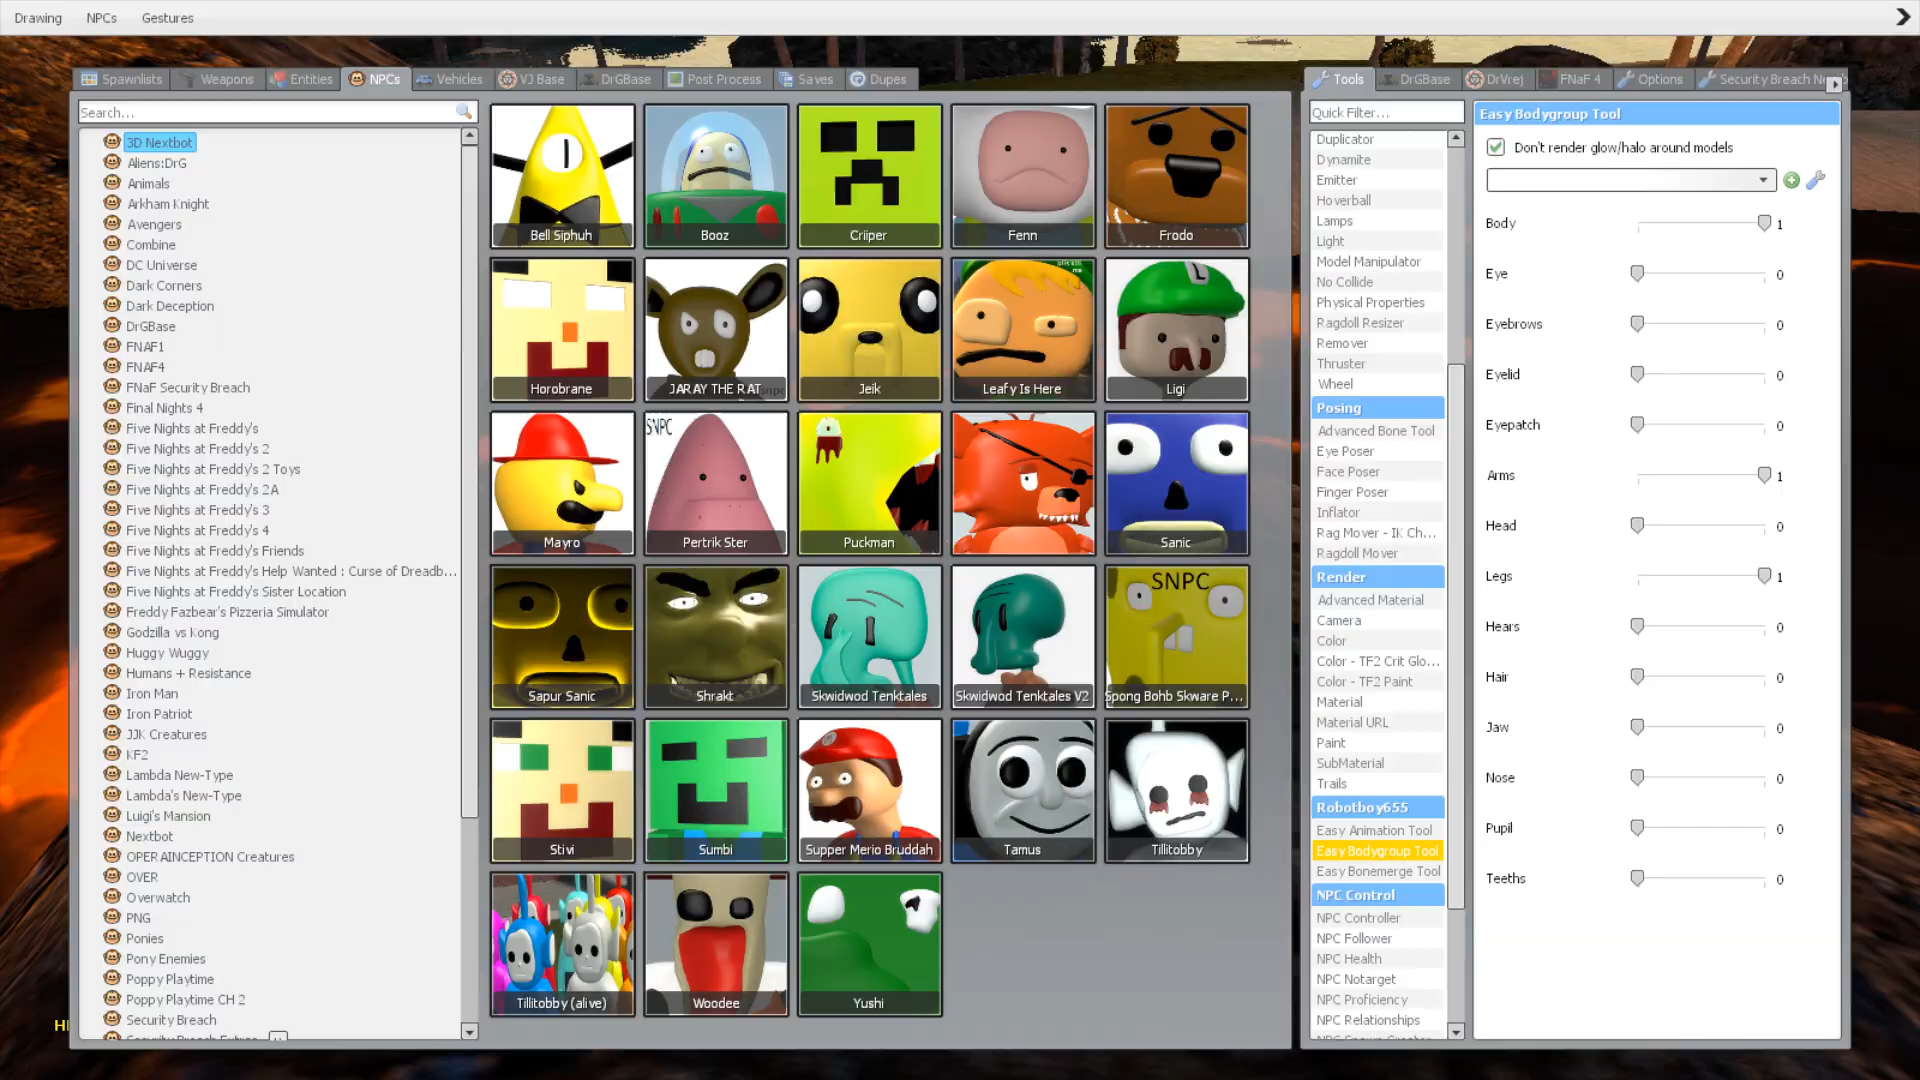 Drawing NPCs Gestures
Spawnlists Weapons Entities NPCs Vehicles VJ Base DrGBase Post Process Saves Dupes
Search...
3D Nextbot
Aliens:DrG
Animals
Arkham Knight
Avengers
Combine
DC Universe
Dark Corners
Dark Deception
DrGBase
FNAF1
FNAF4
FNaF Security Breach
Final Nights 4
Five Nights at Freddy's
Five Nights at Freddy's 2
Five Nights at Freddy's 2 Toys
Five Nights at Freddy's 2A
Five Nights at Freddy's 3
Five Nights at Freddy's 4
Five Nights at Freddy's Friends
Five Nights at Freddy's Help Wanted : Curse of Dreadb...
Five Nights at Freddy's Sister Location
Freddy Fazbear's Pizzeria Simulator
Godzilla vs Kong
Huggy Wuggy
Humans + Resistance
Iron Man
Iron Patriot
JJK Creatures
KF2
Lambda New-Type
Lambda's New-Type
Luigi's Mansion
Nextbot
OPER AINCEPTION Creatures
OVER
Overwatch
PNG
Ponies
Pony Enemies
Poppy Playtime
Poppy Playtime CH 2
Security Breach
Security Breach Extras
Bell Siphuh Booz Criiper Fenn Frodo
Horobrane JARAY THE RAT Jeik Leafy Is Here Ligi
SNPC
Mayro Pertrik Ster Puckman Sanic
SNPC
Sapur Sanic Shrakt Skwidwod Tenktales Skwidwod Tenktales V2 Spong Bohb Skware P...
Stivi Sumbi Supper Merio Bruddah Tamus Tillitobby
Tillitobby (alive) Woodee Yushi
Tools DrGBase DrVrej FNaF 4 Options Security Breach
Quick Filter...
Duplicator
Dynamite
Emitter
Hoverball
Lamps
Light
Model Manipulator
No Collide
Physical Properties
Ragdoll Resizer
Remover
Thruster
Wheel
Posing
Advanced Bone Tool
Eye Poser
Face Poser
Finger Poser
Inflator
Rag Mover - IK Ch...
Ragdoll Mover
Render
Advanced Material
Camera
Color
Color - TF2 Crit Glo...
Color - TF2 Paint
Material
Material URL
Paint
SubMaterial
Trails
Robotboy655
Easy Animation Tool
Easy Bodygroup Tool
Easy Bonemerge Tool
NPC Control
NPC Controller
NPC Follower
NPC Health
NPC Notarget
NPC Proficiency
NPC Relationships
Easy Bodygroup Tool
Don't render glow/halo around models
Body 1
Eye 0
Eyebrows 0
Eyelid 0
Eyepatch 0
Arms 1
Head 0
Legs 1
Hears 0
Hair 0
Jaw 0
Nose 0
Pupil 0
Teeths 0